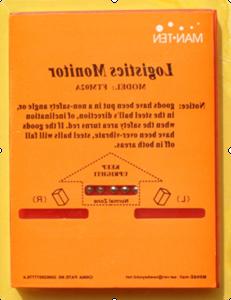 MAN·TEN
Logistics Monitor
MODEL: FTM02A
Notice: goods have been put in a non-safety position, or angle,
in the steel ball's direction, of inclination
when the safety area turns red. If the goods
have been over-vibrate, steel balls will fall
off in both areas.
KEEP
UPRIGHT!
(L)
(R)
Normal Zone